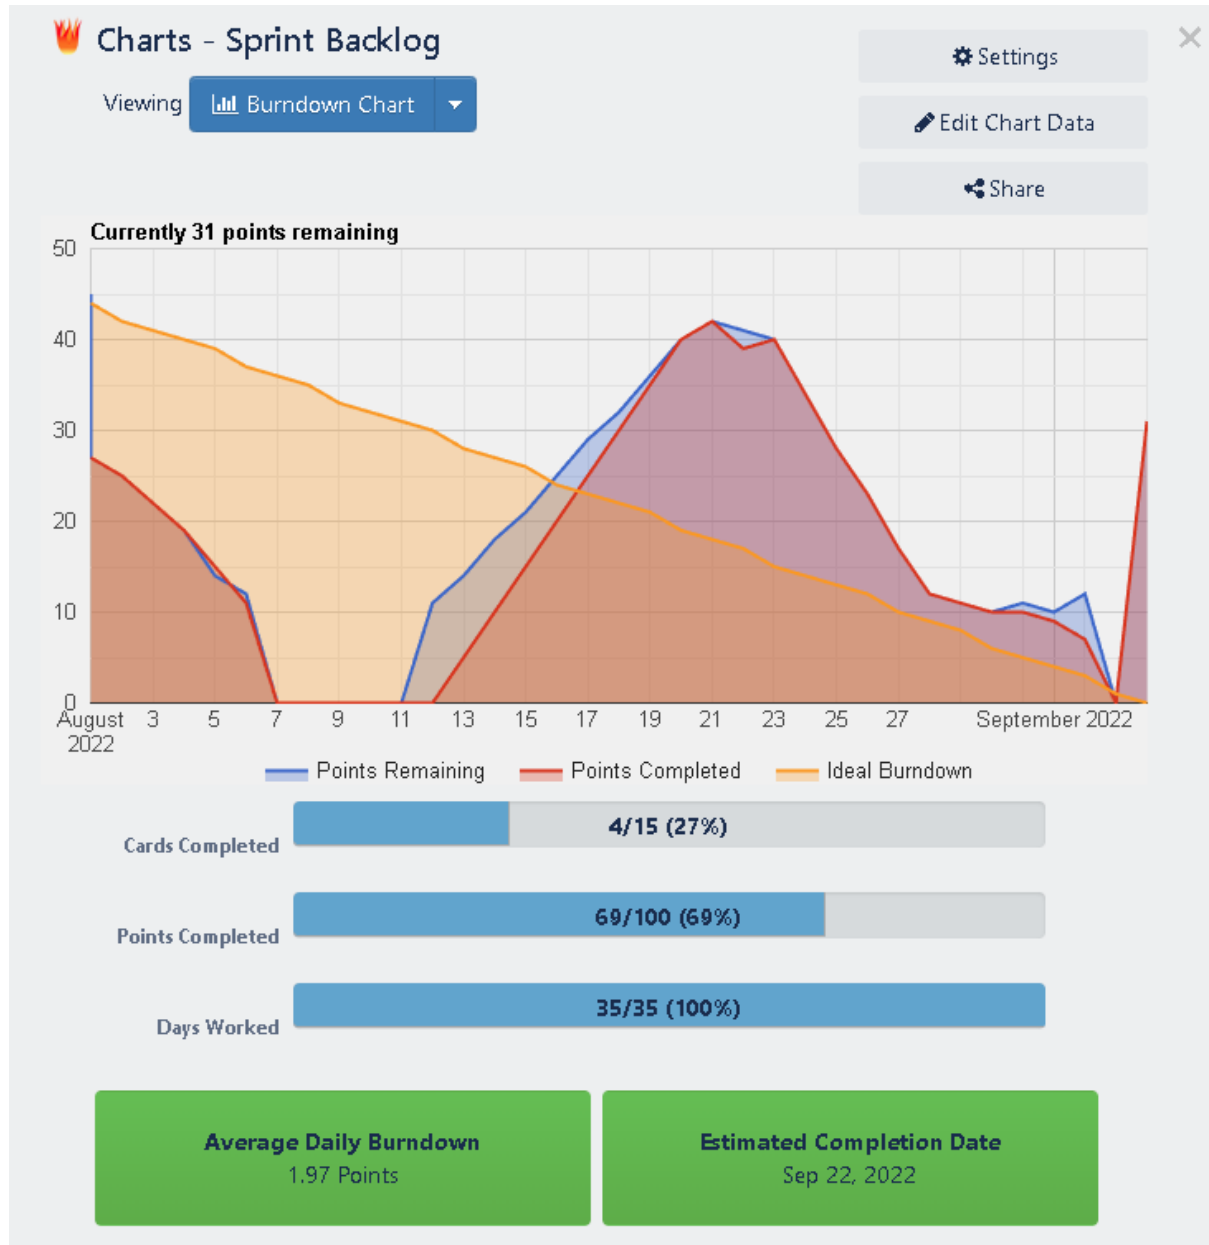 Charts - Sprint Backlog
Settings
Viewing Burndown Chart
Edit Chart Data
Share
Currently 31 points remaining
50
40
30
20
10
0
August 3 5 7 9 11 13 15 17 19 21 23 25 27 September 2022
2022
Points Remaining Points Completed Ideal Burndown
Cards Completed 4/15 (27%)
Points Completed 69/100 (69%)
Days Worked 35/35 (100%)
Average Daily Burndown
1.97 Points
Estimated Completion Date
Sep 22, 2022